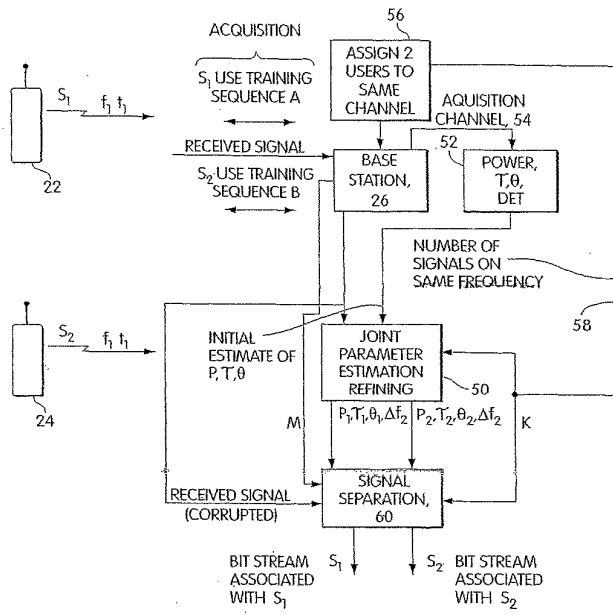 56
ACQUISITION
ASSIGN 2
USERS TO
SAME
CHANNEL
S1 USE TRAINING
SEQUENCE A
S1
f1 t1
22
AQUISITION
CHANNEL, 54
RECEIVED SIGNAL
52
BASE
STATION,
26
POWER,
T,θ,
DET
S2 USE TRAINING
SEQUENCE B
NUMBER OF
SIGNALS ON
SAME FREQUENCY
58
S2
f1 t1
24
INITIAL
ESTIMATE OF
P,T,θ
JOINT
PARAMETER
ESTIMATION
REFINING
50
M
P1,T1,θ1,Δf2
P2,T2,θ2,Δf2
K
RECEIVED SIGNAL
(CORRUPTED)
SIGNAL
SEPARATION,
60
S1
S2
BIT STREAM
ASSOCIATED
WITH S1
BIT STREAM
ASSOCIATED
WITH S2